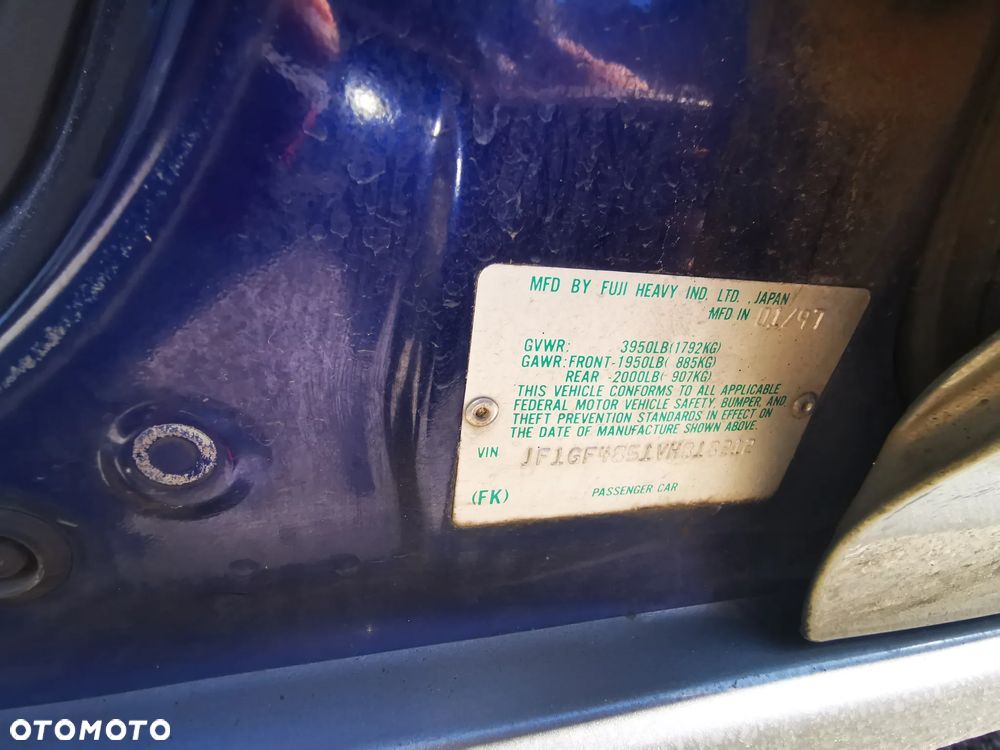 MFD BY FUJI HEAVY IND. LTD., JAPAN
MFD IN 01/97
GVWR: 3950LB(1792KG)
GAWR: FRONT-1950LB( 885KG)
REAR -2000LB( 907KG)
THIS VEHICLE CONFORMS TO ALL APPLICABLE
FEDERAL MOTOR VEHICLE SAFETY, BUMPER, AND
THEFT PREVENTION STANDARDS IN EFFECT ON
THE DATE OF MANUFACTURE SHOWN ABOVE.
VIN
(FK) PASSENGER CAR
OTOMOTO